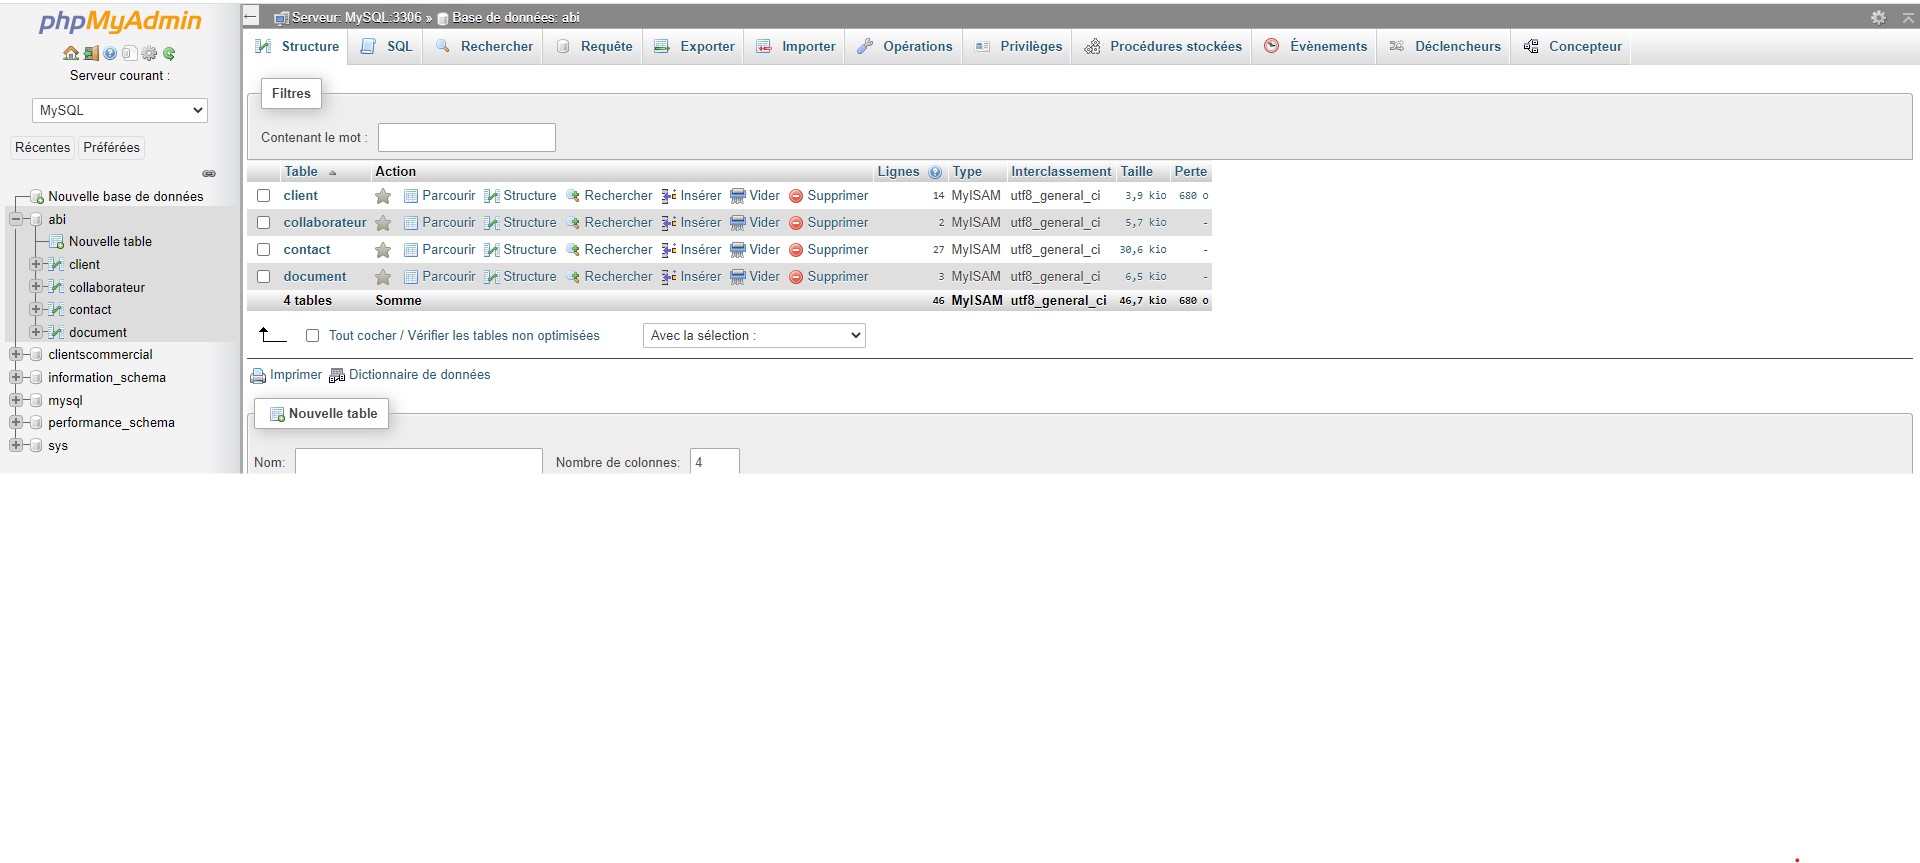 phpMyAdmin
Serveur courant :
MySQL
Récentes Préférées
Nouvelle base de données
abi
Nouvelle table
client
collaborateur
contact
document
clientscommercial
information_schema
mysql
performance_schema
sys
Serveur: MySQL:3306 » Base de données: abi
Structure SQL Rechercher Requête Exporter Importer Opérations Privilèges Procédures stockées Évènements Déclencheurs Concepteur
Filtres
Contenant le mot :
Table Action Lignes Type Interclassement Taille Perte
client Parcourir Structure Rechercher Insérer Vider Supprimer 14 MyISAM utf8_general_ci 3,9 kio 680 o
collaborateur Parcourir Structure Rechercher Insérer Vider Supprimer 2 MyISAM utf8_general_ci 5,7 kio -
contact Parcourir Structure Rechercher Insérer Vider Supprimer 27 MyISAM utf8_general_ci 30,6 kio -
document Parcourir Structure Rechercher Insérer Vider Supprimer 3 MyISAM utf8_general_ci 6,5 kio -
4 tables Somme 46 MyISAM utf8_general_ci 46,7 kio 680 o
Tout cocher / Vérifier les tables non optimisées Avec la sélection :
Imprimer Dictionnaire de données
Nouvelle table
Nom: Nombre de colonnes: 4